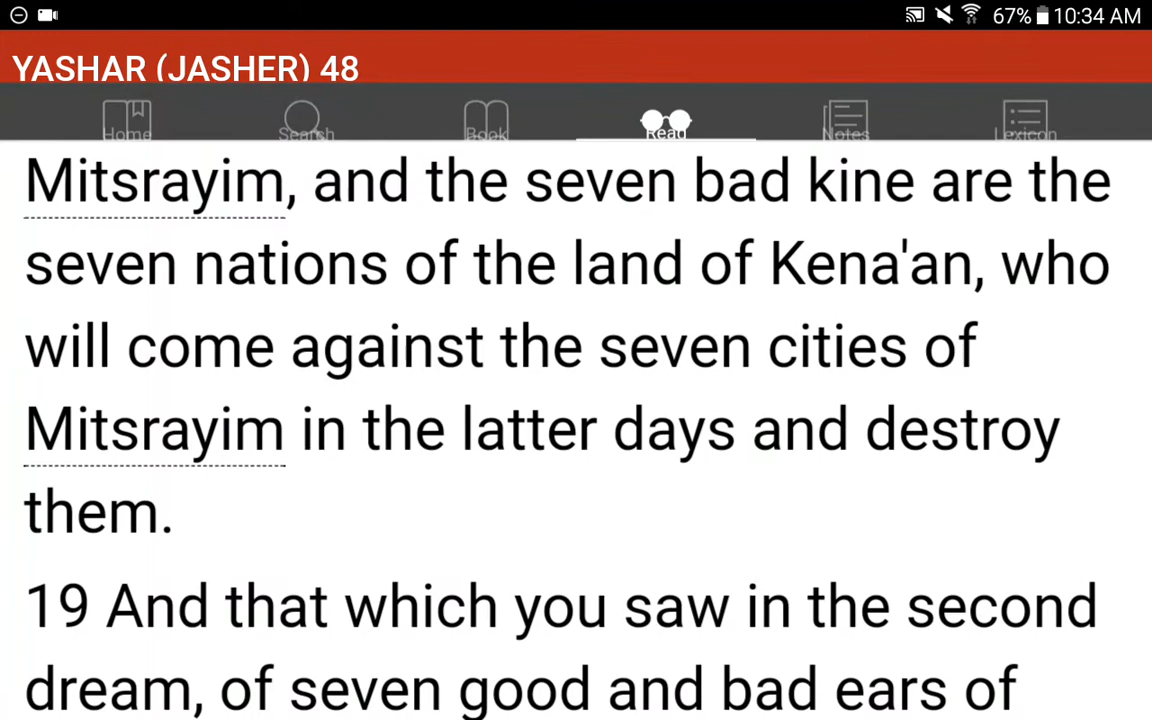 67% 10:34 AM
YASHAR (JASHER) 48
Home Search Book Read Notes Lexicon
Mitsrayim, and the seven bad kine are the
seven nations of the land of Kena'an, who
will come against the seven cities of
Mitsrayim in the latter days and destroy
them.
19 And that which you saw in the second
dream, of seven good and bad ears of